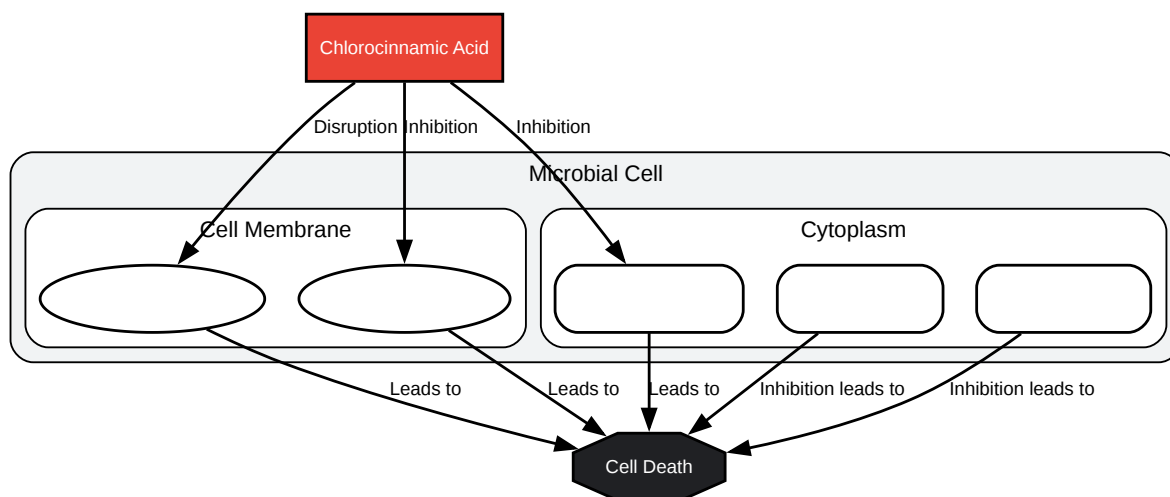 Chlorocinnamic Acid
Disruption
Inhibition
Inhibition
Microbial Cell
Cell Membrane
Cytoplasm
Leads to
Leads to
Leads to
Inhibition leads to
Inhibition leads to
Cell Death